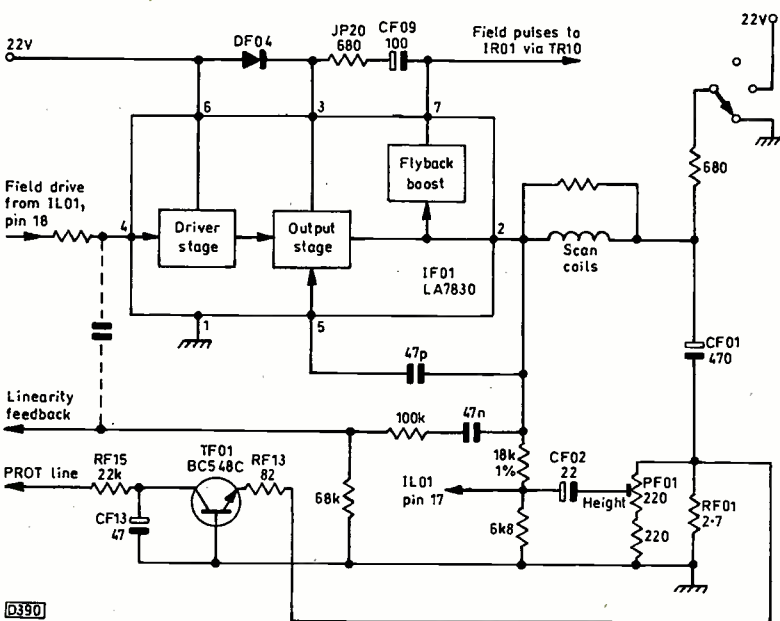 22V
DF04
JP20
680
CF09
100
Field pulses to
IR01 via TR10
22V
6
3
7
Flyback
boost
680
Field drive
from IL01,
pin 18
4
Driver
stage
Output
stage
2
Scan
coils
IF01
LA7830
1
5
CF01
470
47p
Linearity
feedback
100k
47n
TF01
BC548C
RF13
82
PROT line
RF15
22k
18k
1%
CF02
22
IL01
pin 17
Height
PF01
220
RF01
2·7
CF13
47
68k
6k8
220
D390